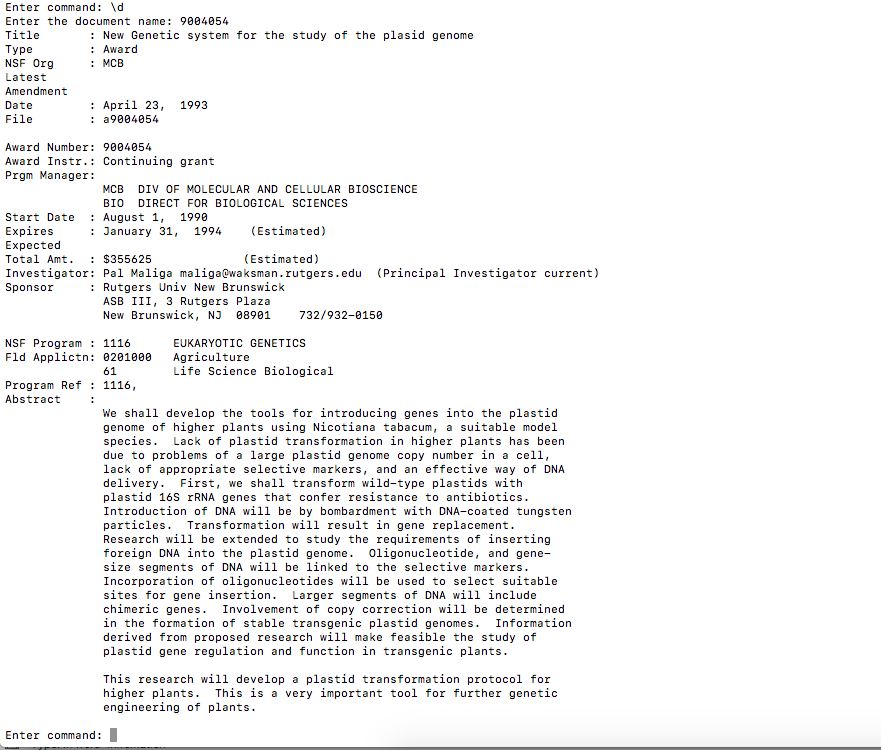 Enter command: \d
Enter the document name: 9004054
Title       : New Genetic system for the study of the plasid genome
Type        : Award
NSF Org     : MCB
Latest
Amendment
Date        : April 23,  1993
File        : a9004054

Award Number: 9004054
Award Instr.: Continuing grant
Prgm Manager:
              MCB  DIV OF MOLECULAR AND CELLULAR BIOSCIENCE
              BIO  DIRECT FOR BIOLOGICAL SCIENCES
Start Date  : August 1,  1990
Expires     : January 31,  1994    (Estimated)
Expected
Total Amt.  : $355625             (Estimated)
Investigator: Pal Maliga maliga@waksman.rutgers.edu  (Principal Investigator current)
Sponsor     : Rutgers Univ New Brunswick
              ASB III, 3 Rutgers Plaza
              New Brunswick, NJ  08901    732/932-0150

NSF Program : 1116      EUKARYOTIC GENETICS
Fld Applictn: 0201000   Agriculture
              61        Life Science Biological
Program Ref : 1116,
Abstract    :
              We shall develop the tools for introducing genes into the plastid
              genome of higher plants using Nicotiana tabacum, a suitable model
              species.  Lack of plastid transformation in higher plants has been
              due to problems of a large plastid genome copy number in a cell,
              lack of appropriate selective markers, and an effective way of DNA
              delivery.  First, we shall transform wild-type plastids with
              plastid 16S rRNA genes that confer resistance to antibiotics.
              Introduction of DNA will be by bombardment with DNA-coated tungsten
              particles.  Transformation will result in gene replacement.
              Research will be extended to study the requirements of inserting
              foreign DNA into the plastid genome.  Oligonucleotide, and gene-
              size segments of DNA will be linked to the selective markers.
              Incorporation of oligonucleotides will be used to select suitable
              sites for gene insertion.  Larger segments of DNA will include
              chimeric genes.  Involvement of copy correction will be determined
              in the formation of stable transgenic plastid genomes.  Information
              derived from proposed research will make feasible the study of
              plastid gene regulation and function in transgenic plants.

              This research will develop a plastid transformation protocol for
              higher plants.  This is a very important tool for further genetic
              engineering of plants.

Enter command: